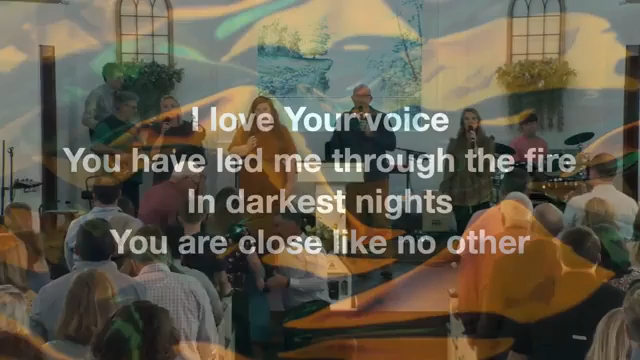 I love Your voice
You have led me through the fire
In darkest nights
You are close like no other